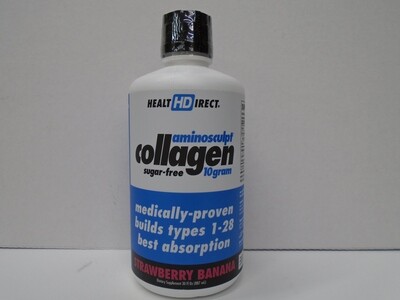 HEALTHDIRECT.
aminosculpt
collagen
sugar-free 10gram
medically-proven
builds types 1-28
best absorption
STRAWBERRY BANANA